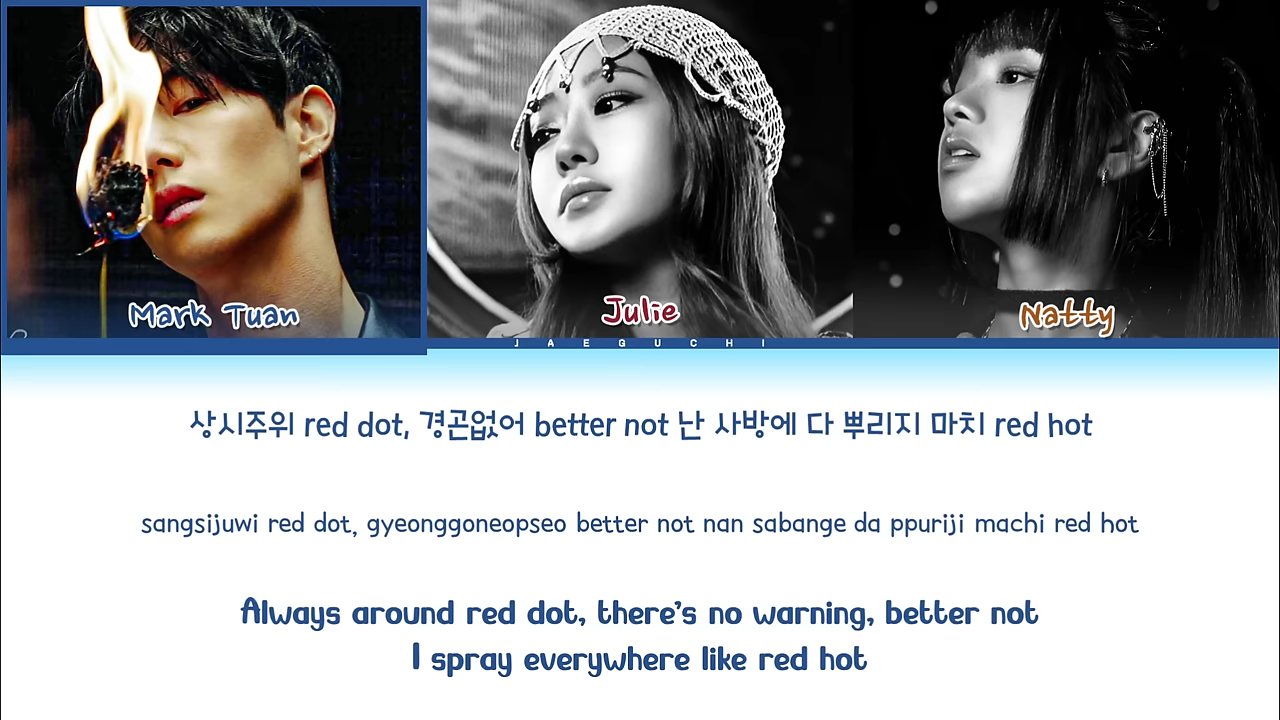 Mark Tuan
Julie
Natty
JAEGUCHI
상시주위 red dot, 경곤없어 better not 난 사방에 다 뿌리지 마치 red hot
sangsijuwi red dot, gyeonggoneopseo better not nan sabange da ppuriji machi red hot
Always around red dot, there's no warning, better not
I spray everywhere like red hot